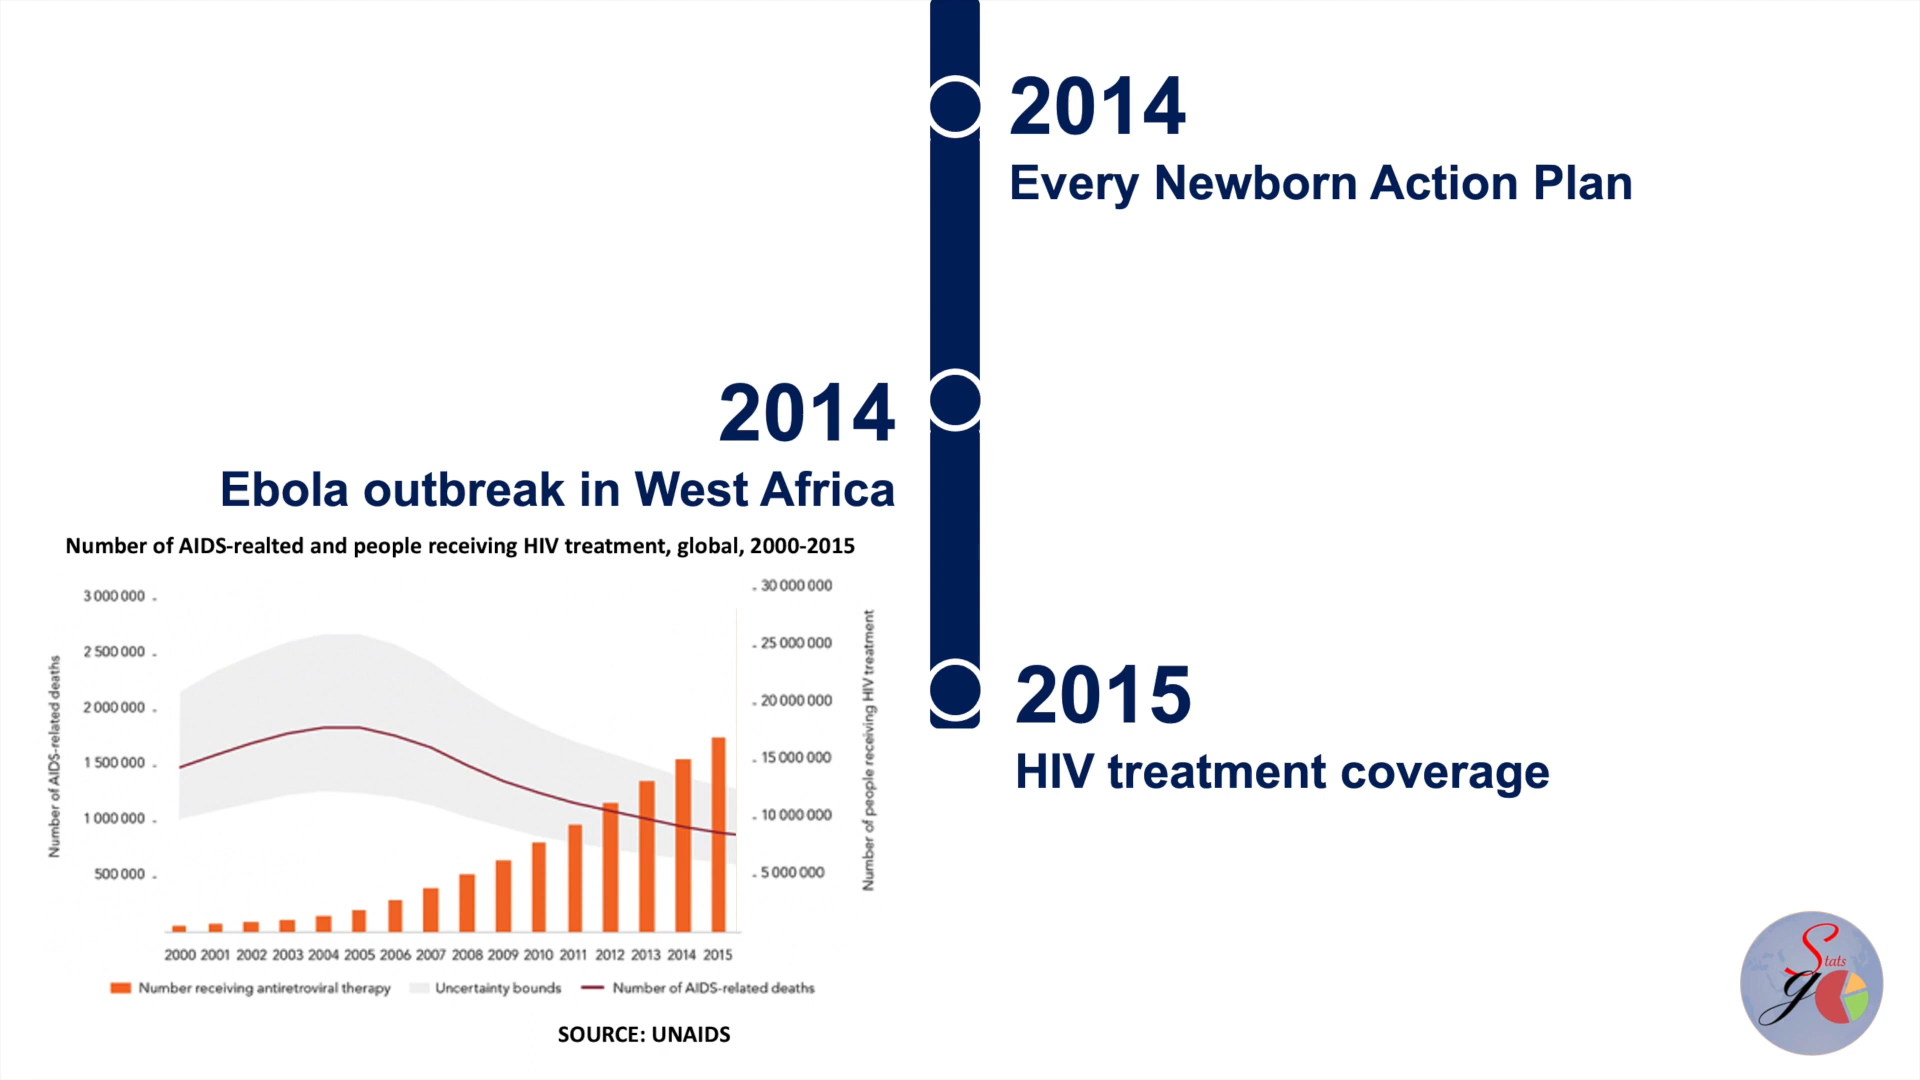 2014
Every Newborn Action Plan
2014
Ebola outbreak in West Africa
Number of AIDS-realted and people receiving HIV treatment, global, 2000-2015
Number of AIDS-related deaths
3 000 000
2 500 000
2 000 000
1 500 000
1 000 000
500 000
30 000 000
25 000 000
20 000 000
15 000 000
10 000 000
5 000 000
Number of people receiving HIV treatment
2000 2001 2002 2003 2004 2005 2006 2007 2008 2009 2010 2011 2012 2013 2014 2015
Number receiving antiretroviral therapy Uncertainty bounds Number of AIDS-related deaths
SOURCE: UNAIDS
2015
HIV treatment coverage
Stats
g